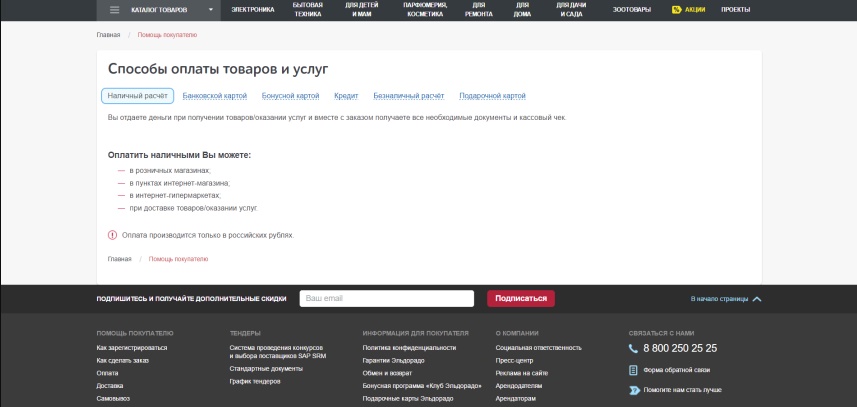 КАТАЛОГ ТОВАРОВ
ЭЛЕКТРОНИКА
БЫТОВАЯ
ТЕХНИКА
ДЛЯ ДЕТЕЙ
И МАМ
ПАРФЮМЕРИЯ,
КОСМЕТИКА
ДЛЯ
РЕМОНТА
ДЛЯ
ДОМА
ДЛЯ ДАЧИ
И САДА
ЗООТОВАРЫ
% АКЦИИ
ПРОЕКТЫ
Главная / Помощь покупателю
Способы оплаты товаров и услуг
Наличный расчёт Банковской картой Бонусной картой Кредит Безналичный расчёт Подарочной картой
Вы отдаете деньги при получении товаров/оказании услуг и вместе с заказом получаете все необходимые документы и кассовый чек.
Оплатить наличными Вы можете:
— в розничных магазинах;
— в пунктах интернет-магазина;
— в интернет-гипермаркетах;
— при доставке товаров/оказании услуг.
! Оплата производится только в российских рублях.
Главная / Помощь покупателю
ПОДПИШИТЕСЬ И ПОЛУЧАЙТЕ ДОПОЛНИТЕЛЬНЫЕ СКИДКИ Ваш email Подписаться В начало страницы
ПОМОЩЬ ПОКУПАТЕЛЮ
Как зарегистрироваться
Как сделать заказ
Оплата
Доставка
Самовывоз
ТЕНДЕРЫ
Система проведения конкурсов
и выбора поставщиков SAP SRM
Стандартные документы
График тендеров
ИНФОРМАЦИЯ ДЛЯ ПОКУПАТЕЛЯ
Политика конфиденциальности
Гарантии Эльдорадо
Обмен и возврат
Бонусная программа «Клуб Эльдорадо»
Подарочные карты Эльдорадо
О КОМПАНИИ
Социальная ответственность
Пресс-центр
Реклама на сайте
Арендодателям
Арендаторам
СВЯЗАТЬСЯ С НАМИ
8 800 250 25 25
Форма обратной связи
Помогите нам стать лучше